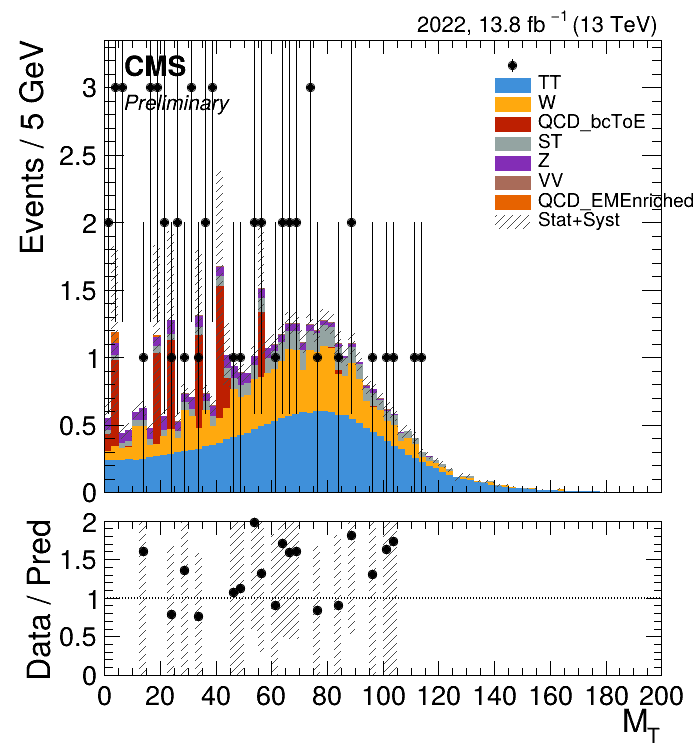 2022, 13.8 fb⁻¹ (13 TeV)
CMS
Preliminary
TT
W
QCD_bcToE
ST
Z
VV
QCD_EMEnriched
Stat+Syst
Events / 5 GeV
3
2.5
2
1.5
1
0.5
0
Data / Pred
2
1.5
1
0.5
0
0 20 40 60 80 100 120 140 160 180 200
M_T